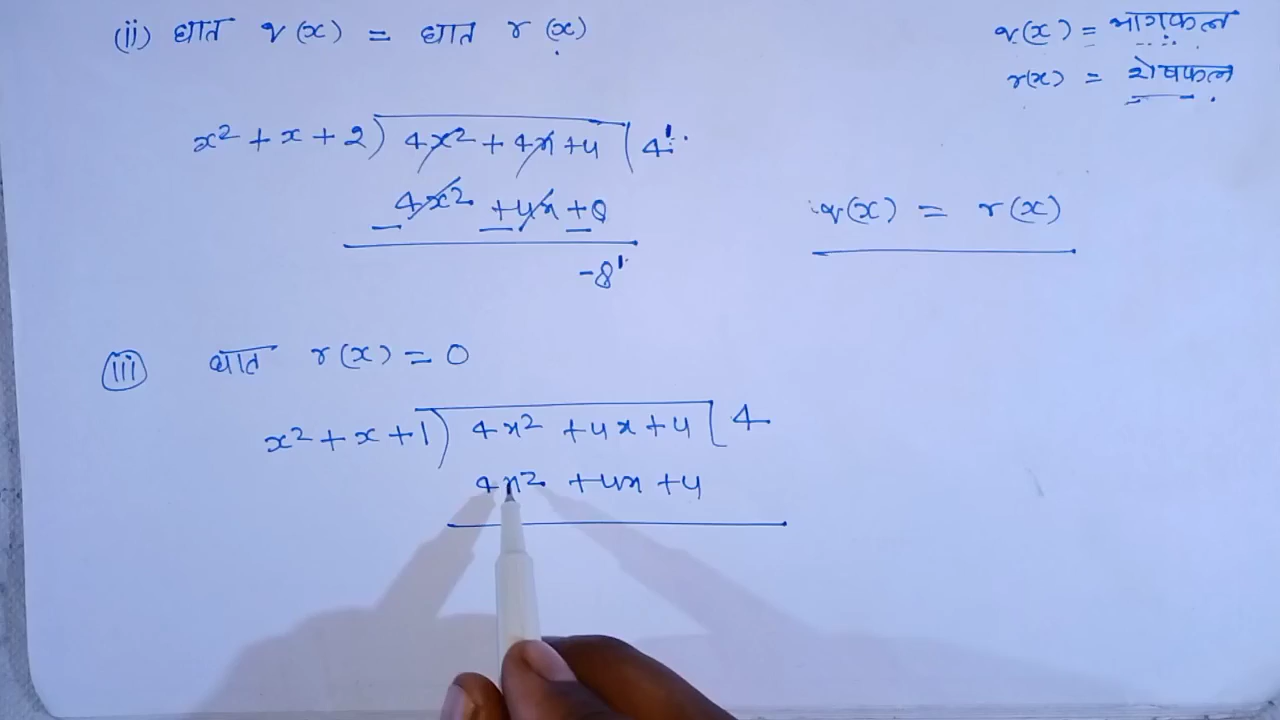 (ii) घात q(x) = घात r(x)
q(x) = भागफल
r(x) = शेषफल
x² + x + 2) 4x² + 4x + 4 ( 4
4x² + 4x + 8
-8
q(x) = r(x)
(iii) घात r(x) = 0
x² + x + 1) 4x² + 4x + 4 ( 4
4x² + 4x + 4